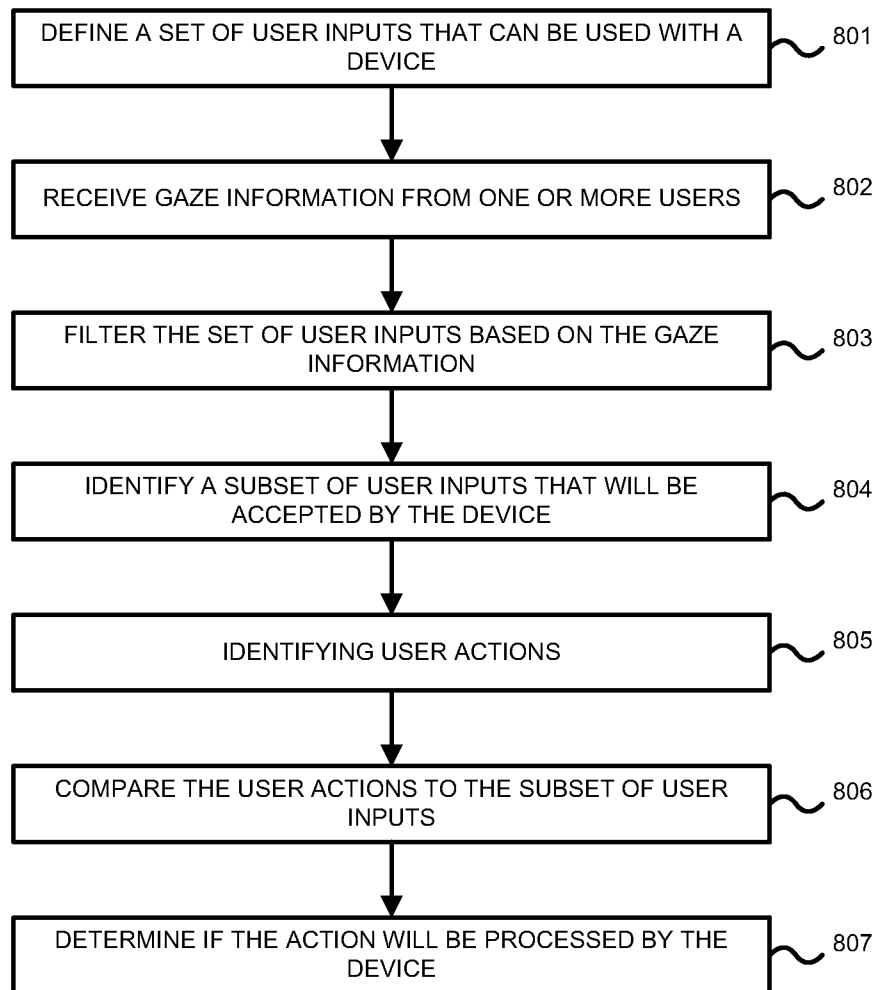 DEFINE A SET OF USER INPUTS THAT CAN BE USED WITH A
DEVICE
801
RECEIVE GAZE INFORMATION FROM ONE OR MORE USERS
802
FILTER THE SET OF USER INPUTS BASED ON THE GAZE
INFORMATION
803
IDENTIFY A SUBSET OF USER INPUTS THAT WILL BE
ACCEPTED BY THE DEVICE
804
IDENTIFYING USER ACTIONS
805
COMPARE THE USER ACTIONS TO THE SUBSET OF USER
INPUTS
806
DETERMINE IF THE ACTION WILL BE PROCESSED BY THE
DEVICE
807